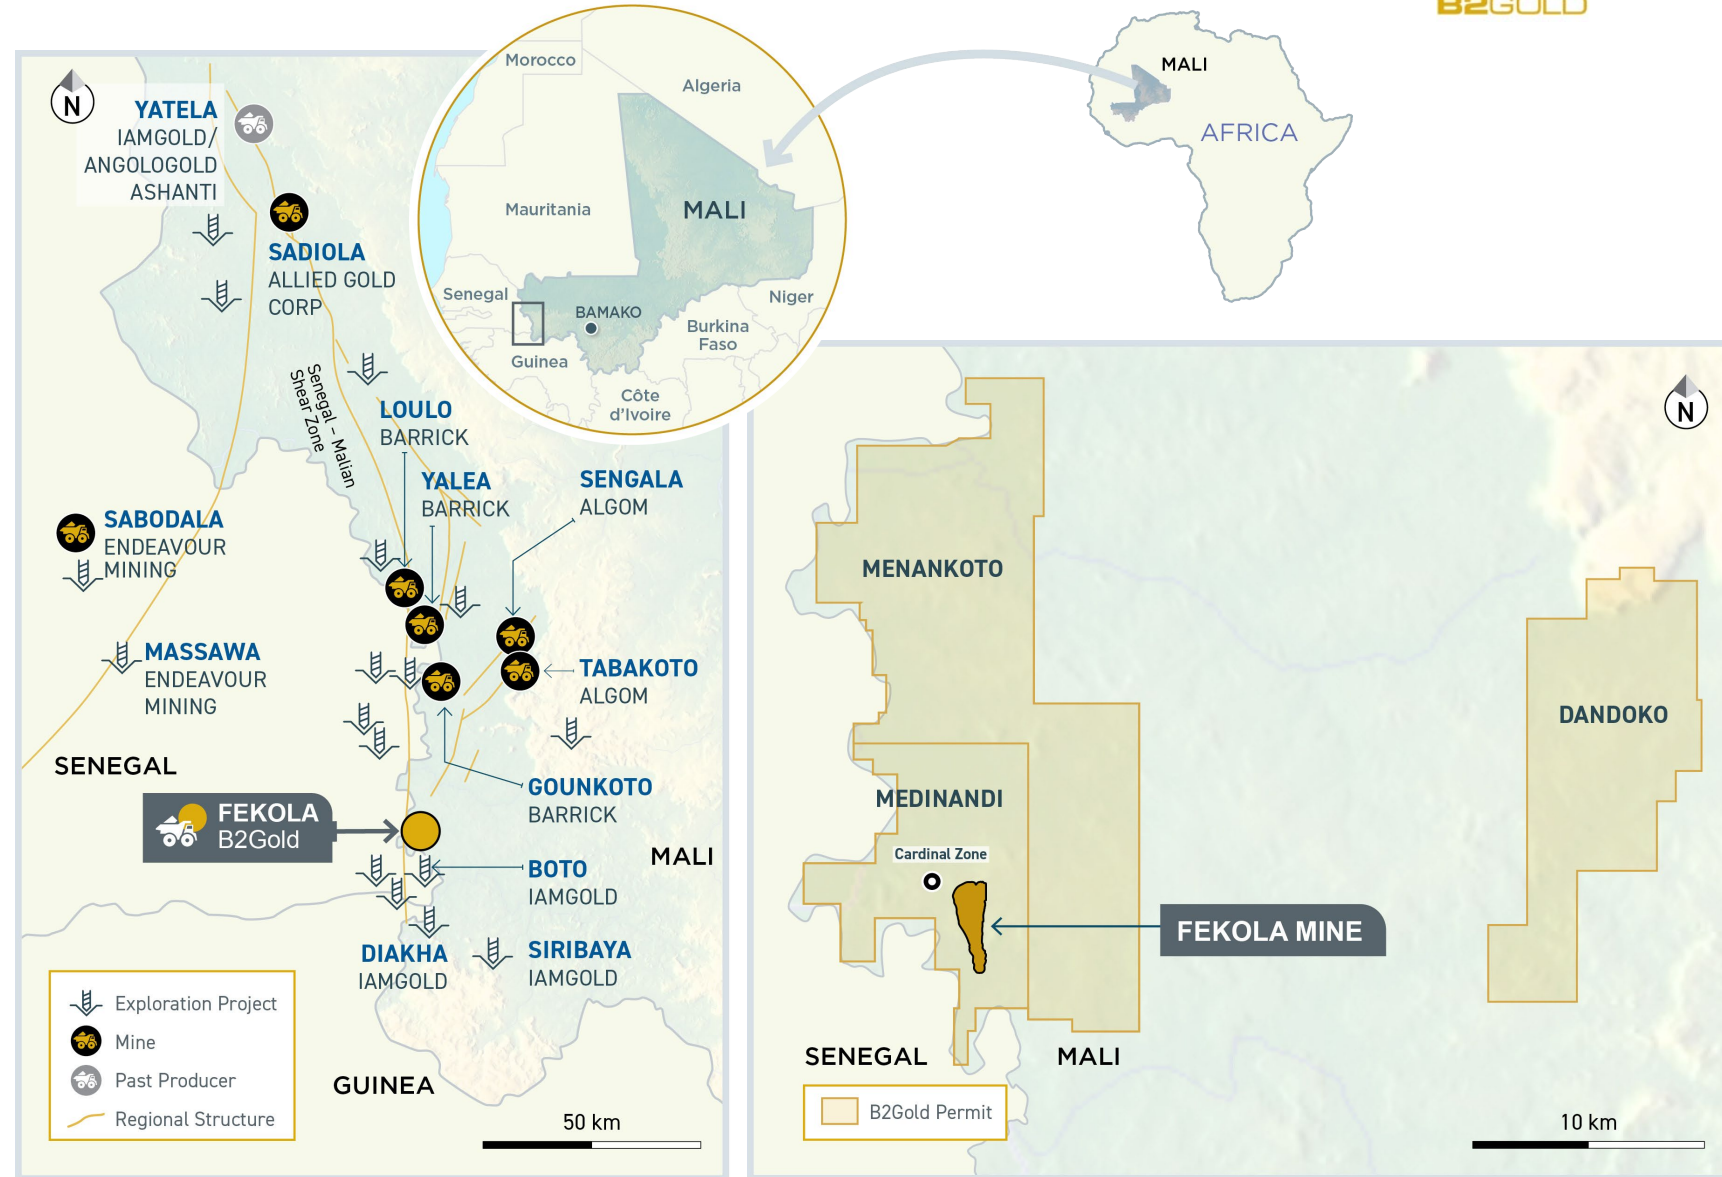 B2GOLD
N
YATELA
IAMGOLD/
ANGOLOGOLD
ASHANTI
SADIOLA
ALLIED GOLD
CORP
Senegal - Malian
Shear Zone
LOULO
BARRICK
YALEA
BARRICK
SENGALA
ALGOM
SABODALA
ENDEAVOUR
MINING
MASSAWA
ENDEAVOUR
MINING
TABAKOTO
ALGOM
SENEGAL
GOUNKOTO
BARRICK
FEKOLA
B2Gold
MALI
BOTO
IAMGOLD
DIAKHA
IAMGOLD
SIRIBAYA
IAMGOLD
GUINEA
Exploration Project
Mine
Past Producer
Regional Structure
50 km
Morocco
Algeria
Mauritania
MALI
Senegal
BAMAKO
Niger
Burkina
Faso
Guinea
Côte
d'Ivoire
MALI
AFRICA
N
MENANKOTO
DANDOKO
MEDINANDI
Cardinal Zone
FEKOLA MINE
SENEGAL
MALI
B2Gold Permit
10 km